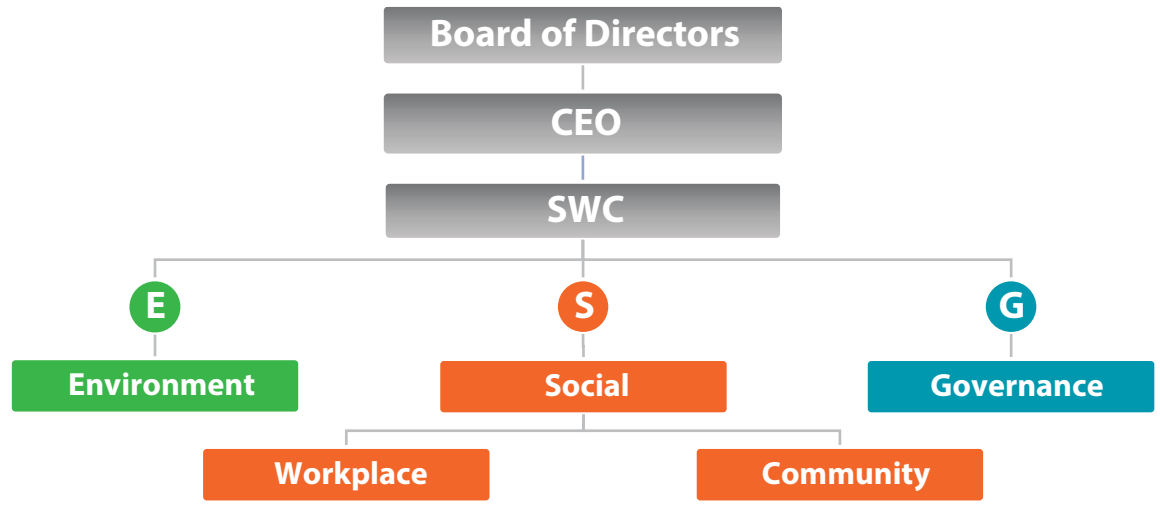 Board of Directors
CEO
SWC
E
S
G
Environment
Social
Governance
Workplace
Community